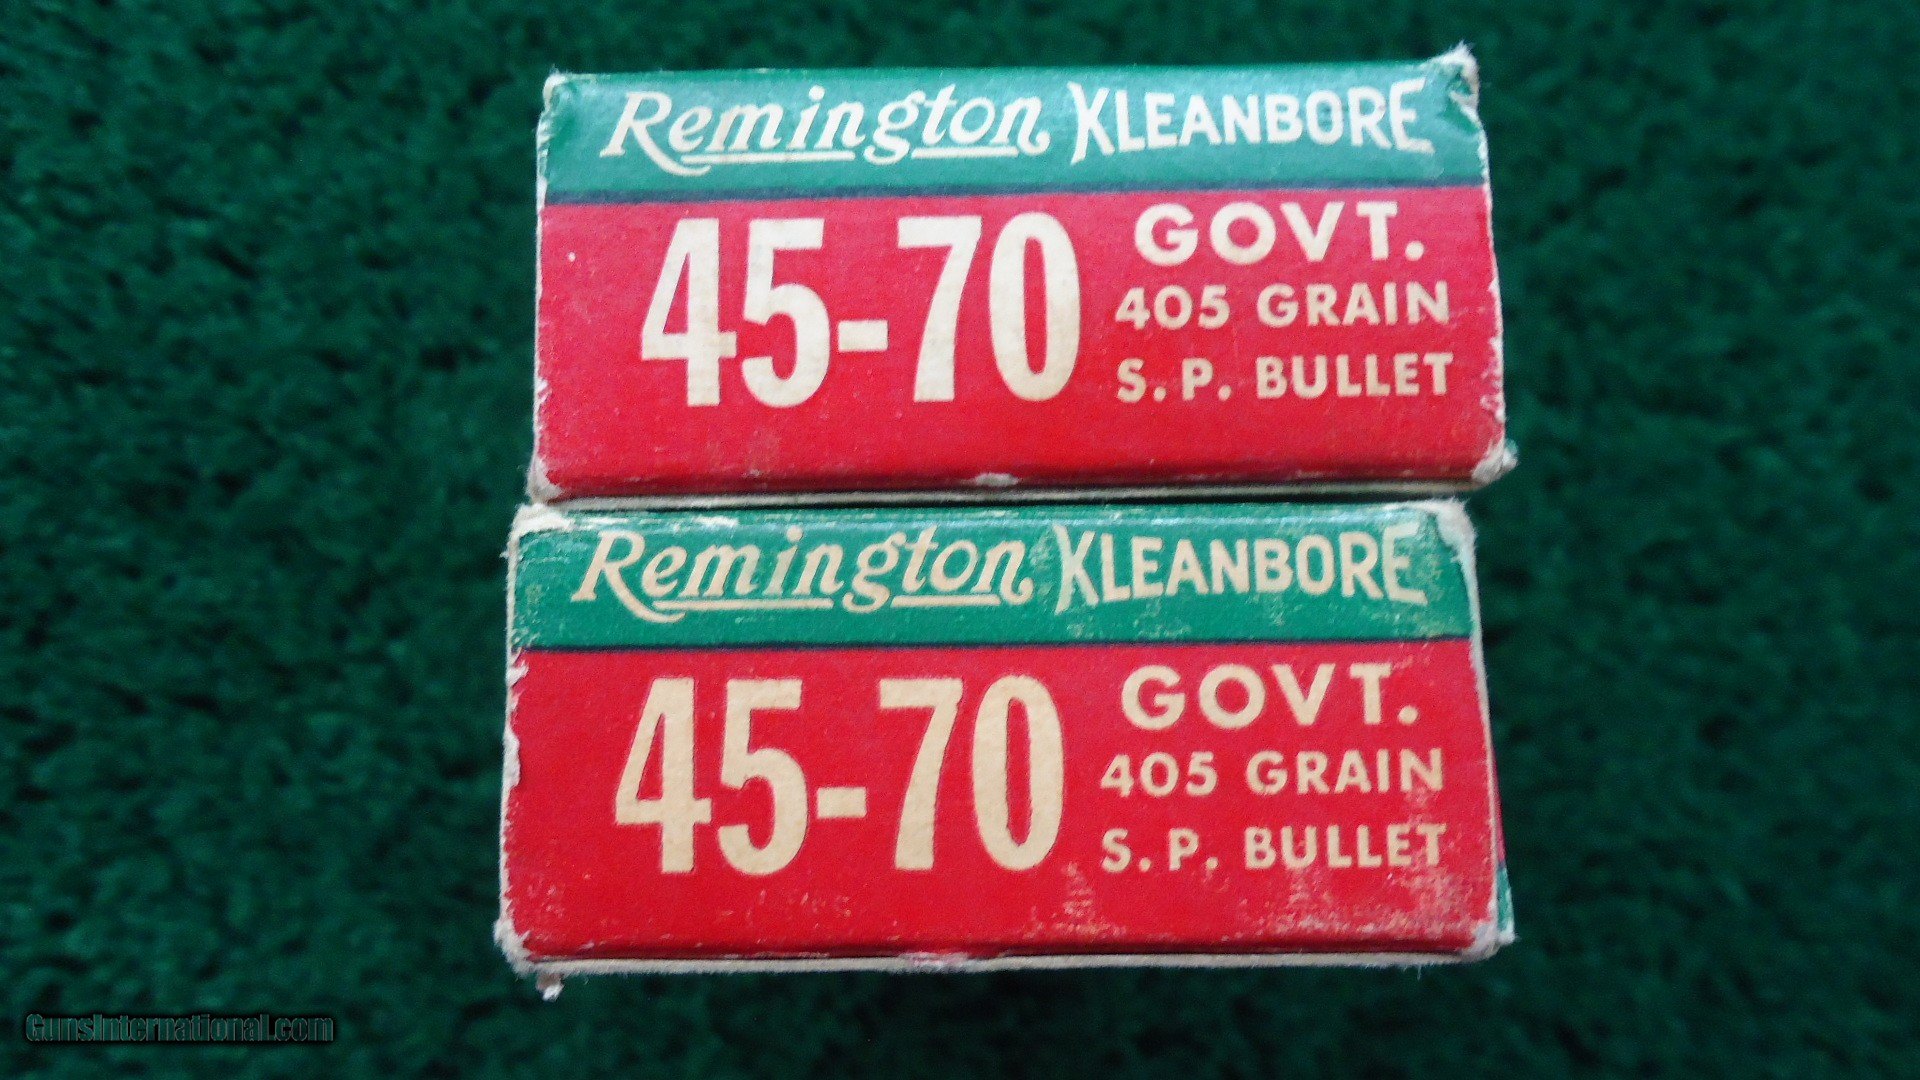 Remington KLEANBORE
45-70 GOVT.
405 GRAIN
S. P. BULLET
Remington KLEANBORE
45-70 GOVT.
405 GRAIN
S. P. BULLET
GunsInternational.com